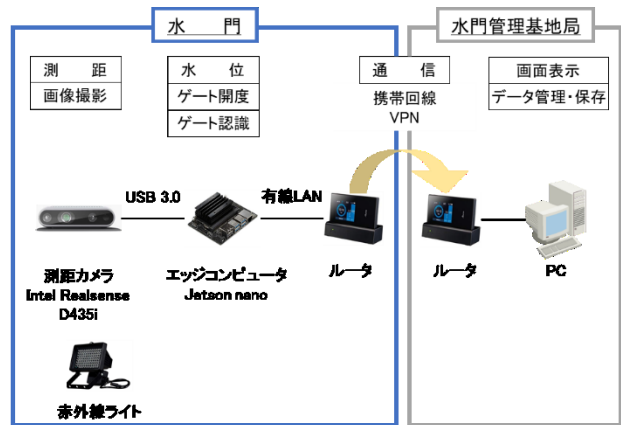 水　門
水門管理基地局
測　距
画像撮影
水　位
ゲート開度
ゲート認識
通　信
携帯回線
VPN
画面表示
データ管理・保存
USB 3.0
有線LAN
測距カメラ
Intel Realsense
D435i
エッジコンピュータ
Jetson nano
ルータ
ルータ
PC
赤外線ライト